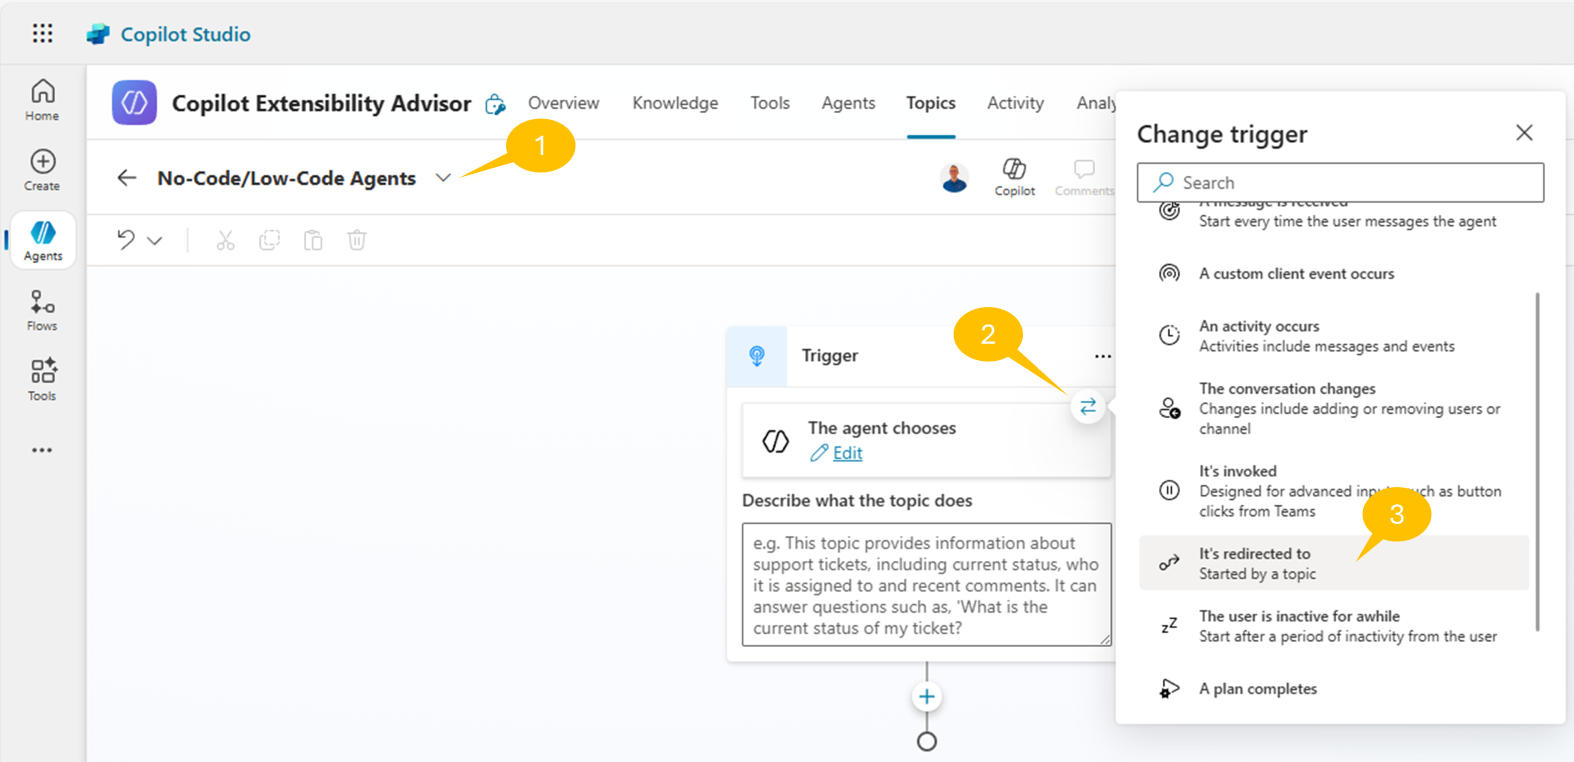 Copilot Studio
Home
Create
Agents
Flows
Tools
Copilot Extensibility Advisor
Overview
Knowledge
Tools
Agents
Topics
Activity
Analy
1
No-Code/Low-Code Agents
Copilot
Comments
2
Trigger
The agent chooses
Edit
Describe what the topic does
e.g. This topic provides information about
support tickets, including current status, who
it is assigned to and recent comments. It can
answer questions such as, 'What is the
current status of my ticket?
Change trigger
Search
A message is received
Start every time the user messages the agent
A custom client event occurs
An activity occurs
Activities include messages and events
The conversation changes
Changes include adding or removing users or
channel
It's invoked
Designed for advanced inputs, such as button
clicks from Teams
3
It's redirected to
Started by a topic
zZ
The user is inactive for awhile
Start after a period of inactivity from the user
A plan completes